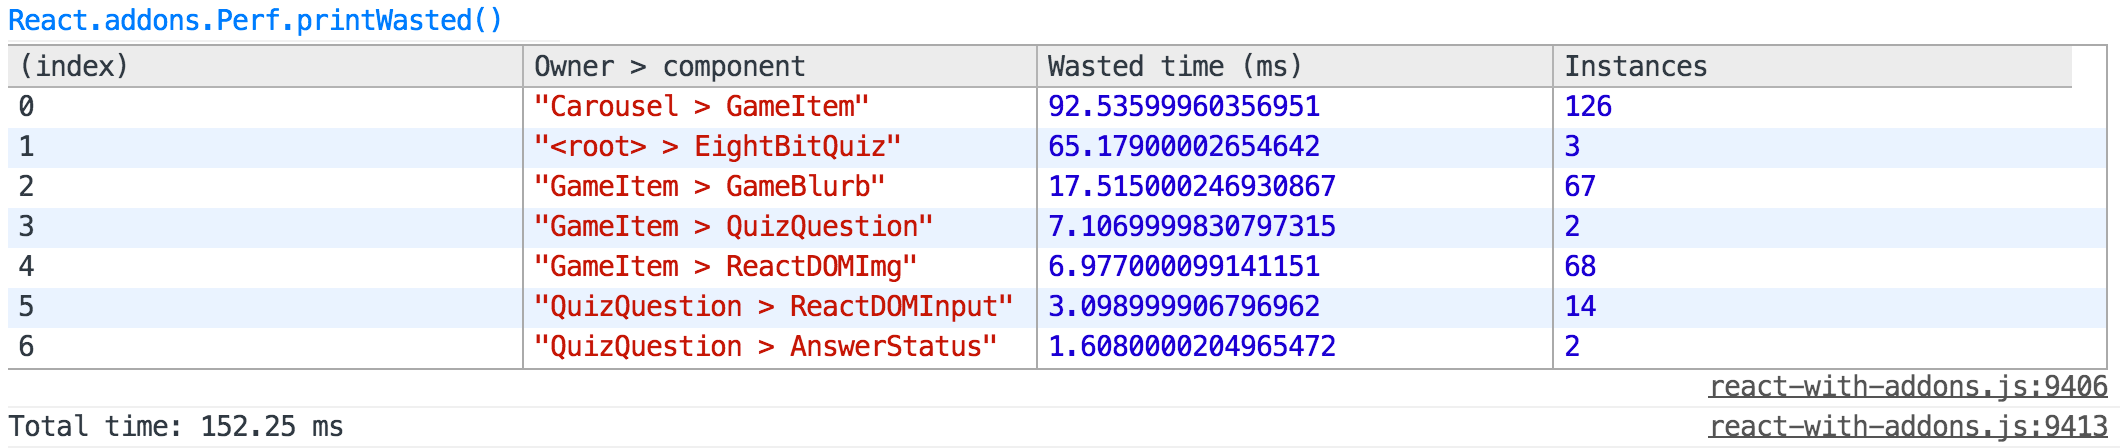 React.addons.Perf.printWasted()
(index) Owner > component Wasted time (ms) Instances
0 "Carousel > GameItem" 92.53599960356951 126
1 "<root> > EightBitQuiz" 65.17900002654642 3
2 "GameItem > GameBlurb" 17.515000246930867 67
3 "GameItem > QuizQuestion" 7.1069999830797315 2
4 "GameItem > ReactDOMImg" 6.977000099141151 68
5 "QuizQuestion > ReactDOMInput" 3.098999906796962 14
6 "QuizQuestion > AnswerStatus" 1.6080000204965472 2
react-with-addons.js:9406
Total time: 152.25 ms react-with-addons.js:9413